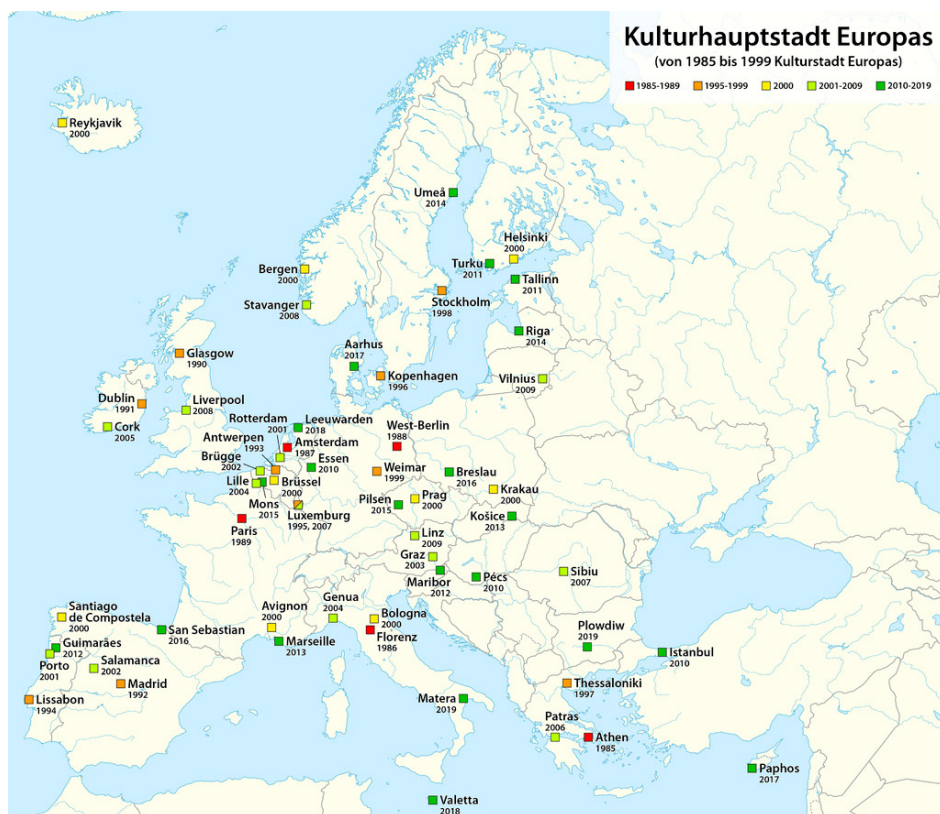 Kulturhauptstadt Europas
(von 1985 bis 1999 Kulturstadt Europas)
1985-1989 1995-1999 2000 2001-2009 2010-2019
Reykjavik
2000
Umeå
2014
Helsinki
2000
Turku
2011
Bergen
2000
Tallinn
2011
Stavanger
2008
Stockholm
1998
Riga
2014
Aarhus
2017
Glasgow
1990
Kopenhagen
1996
Vilnius
2009
Dublin
1991
Liverpool
2008
Cork
2005
Rotterdam
2001
Leeuwarden
2018
West-Berlin
1988
Antwerpen
1993
Amsterdam
1987
Brügge
2002
Essen
2010
Weimar
1999
Breslau
2016
Lille
2004
Brüssel
2000
Krakau
2000
Mons
2015
Luxemburg
1995, 2007
Pilsen
2015
Prag
2000
Košice
2013
Paris
1989
Linz
2009
Graz
2003
Maribor
2012
Pécs
2010
Sibiu
2007
Santiago
de Compostela
2000
San Sebastian
2016
Avignon
2000
Genua
2004
Bologna
2000
Florenz
1986
Marseille
2013
Plowdiw
2019
Istanbul
2010
Guimarães
2012
Porto
2001
Salamanca
2002
Madrid
1992
Lissabon
1994
Thessaloniki
1997
Matera
2019
Patras
2006
Athen
1985
Paphos
2017
Valetta
2018